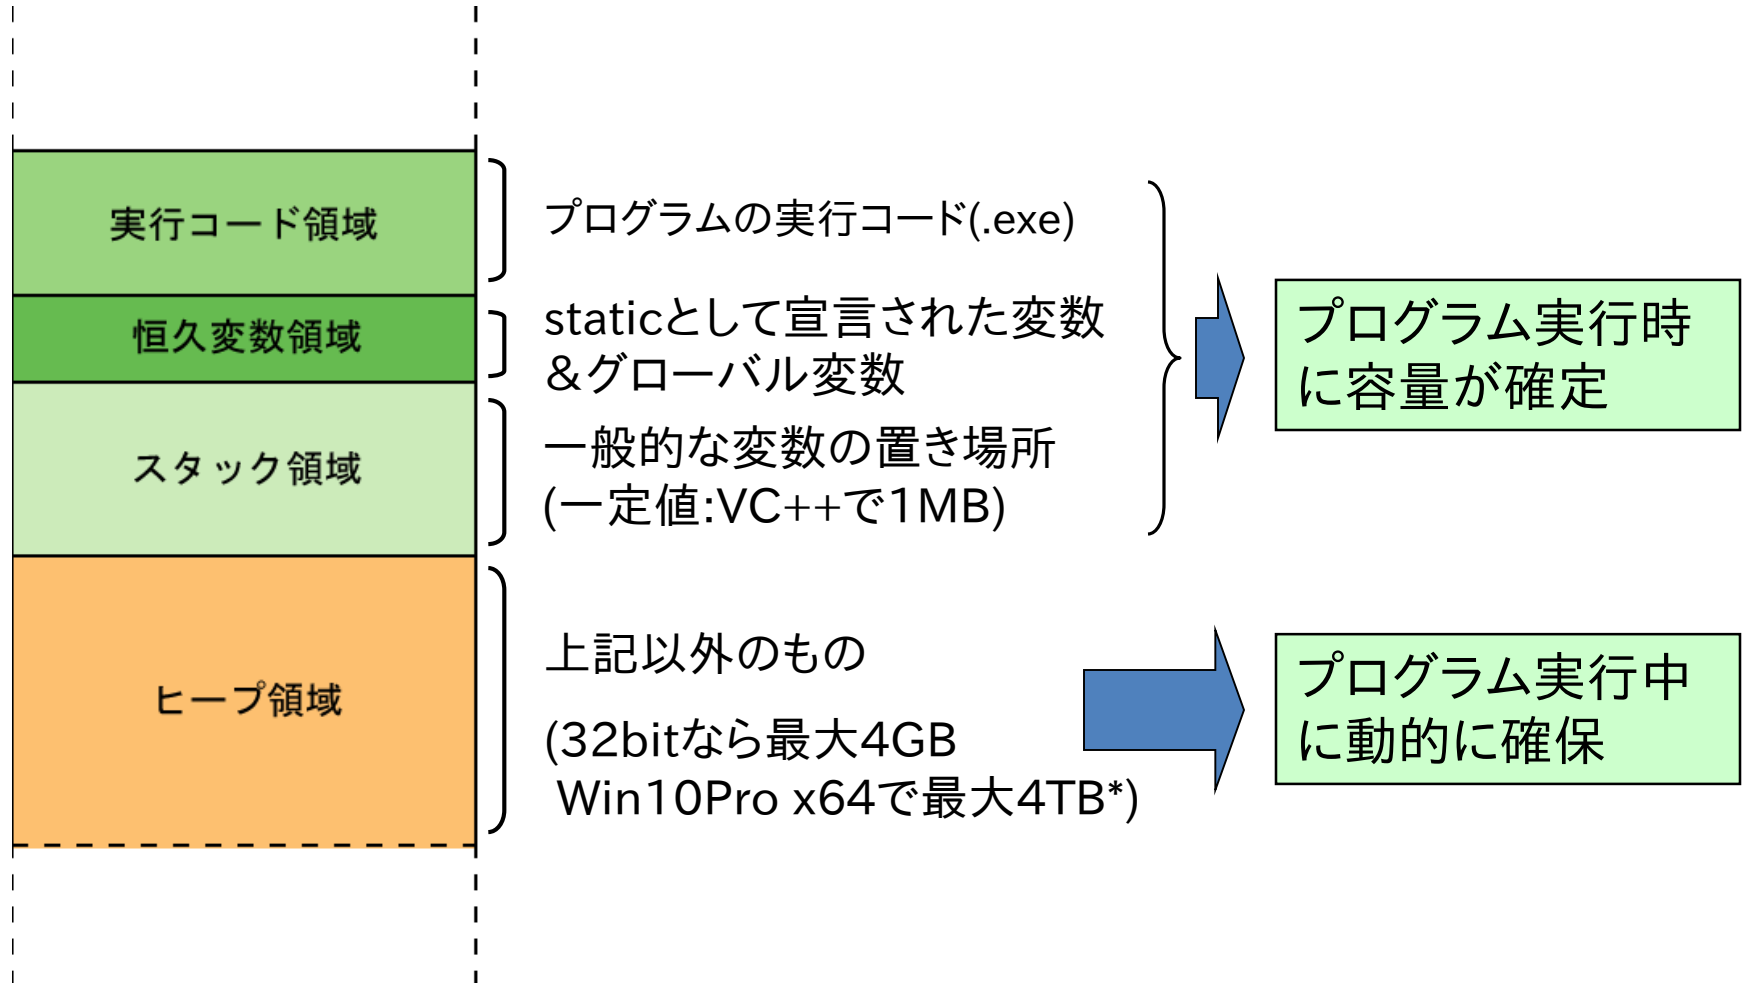 実行コード領域
プログラムの実行コード(.exe)
恒久変数領域
staticとして宣言された変数
＆グローバル変数
スタック領域
一般的な変数の置き場所
(一定値:VC++で1MB)
プログラム実行時
に容量が確定
ヒープ領域
上記以外のもの
(32bitなら最大4GB
Win10Pro x64で最大4TB*)
プログラム実行中
に動的に確保